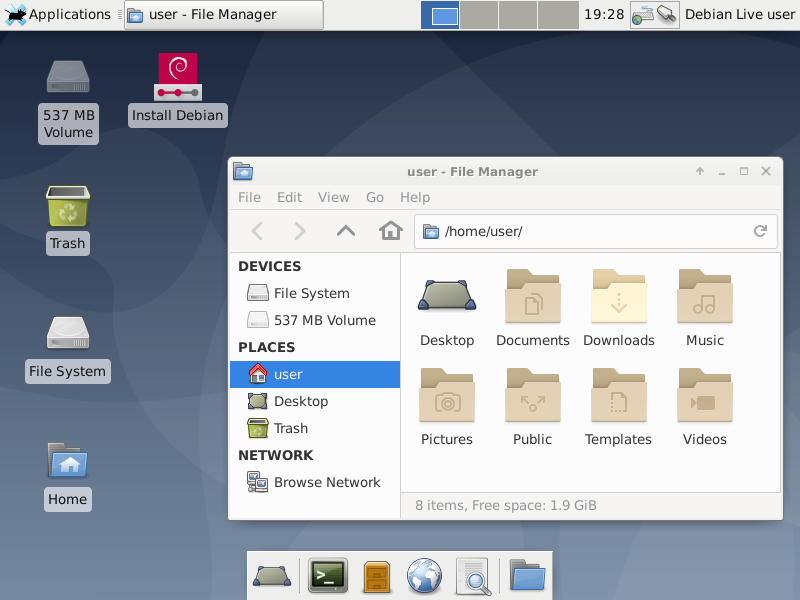 Applications
user - File Manager
19:28
Debian Live user
537 MB
Volume
Install Debian
Trash
File System
Home
user - File Manager
File Edit View Go Help
/home/user/
DEVICES
File System
537 MB Volume
PLACES
user
Desktop
Trash
NETWORK
Browse Network
Desktop Documents Downloads Music
Pictures Public Templates Videos
8 items, Free space: 1.9 GiB